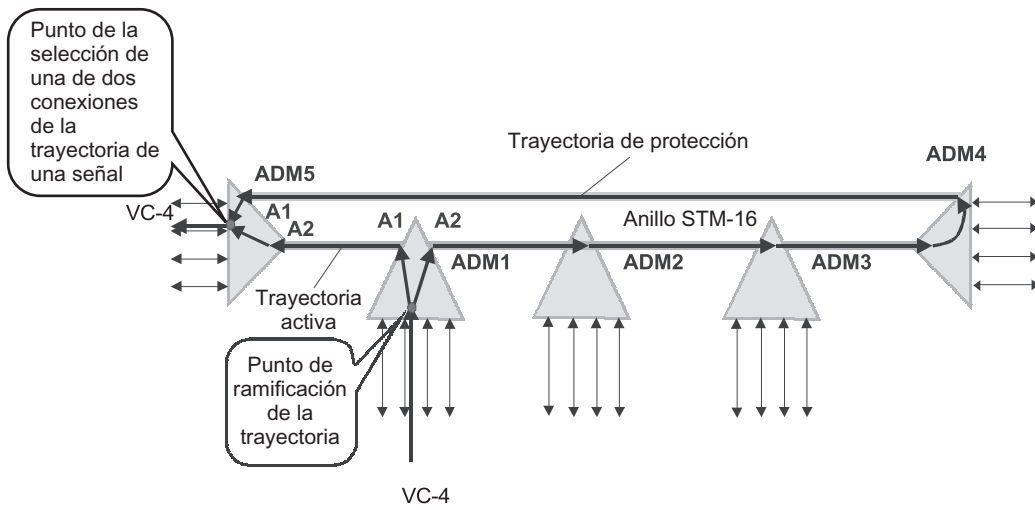 Punto de la
selección de
una de dos
conexiones
de la
trayectoria de
una señal
Trayectoria de protección
ADM4
ADM5
VC-4
A1
A2
A1
A2
Anillo STM-16
ADM1
ADM2
ADM3
Trayectoria
activa
Punto de
ramificación
de la
trayectoria
VC-4